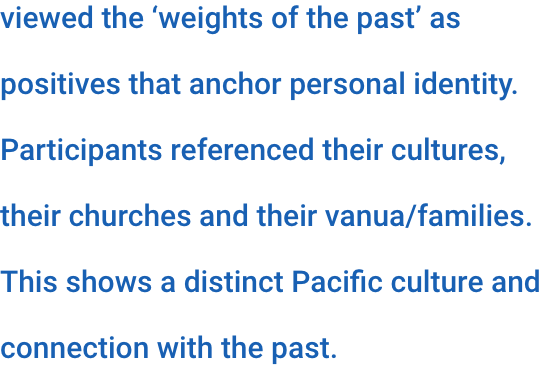 viewed the ‘weights of the past’ as
positives that anchor personal identity.
Participants referenced their cultures,
their churches and their vanua/families.
This shows a distinct Pacific culture and
connection with the past.